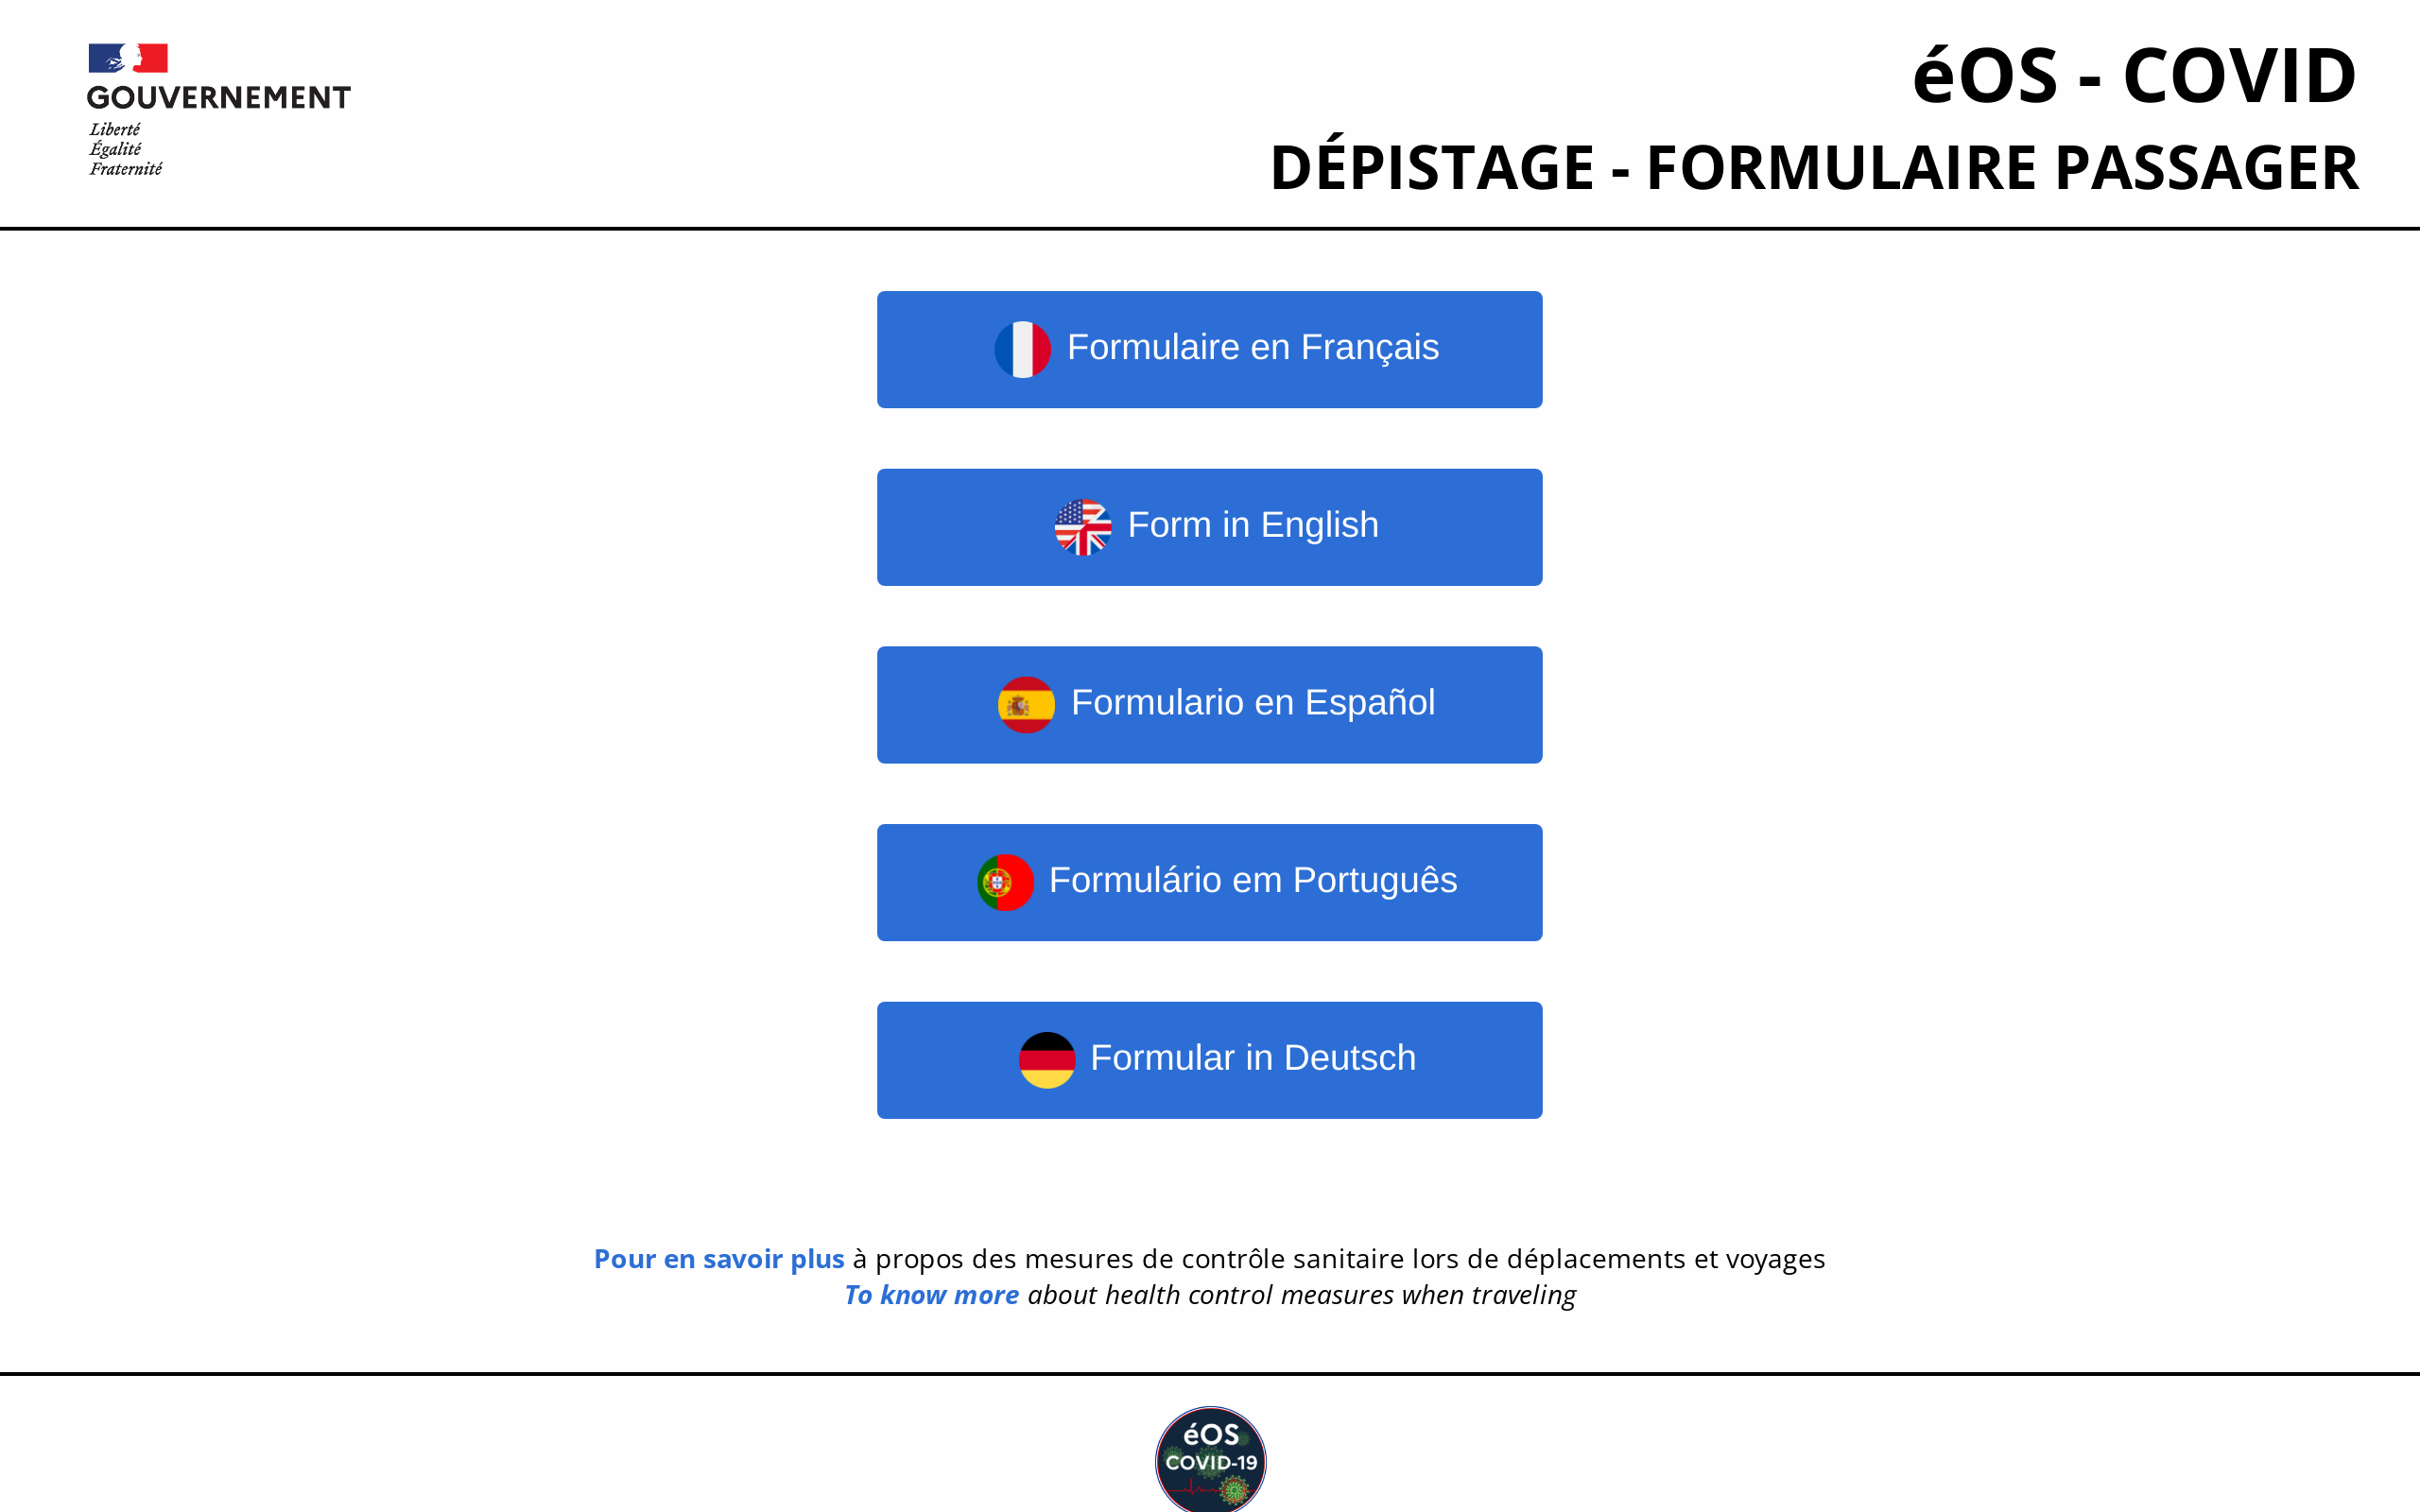 GOUVERNEMENT
Liberté
Égalité
Fraternité
éOS - COVID
DÉPISTAGE - FORMULAIRE PASSAGER
Formulaire en Français
Form in English
Formulario en Español
Formulário em Português
Formular in Deutsch
Pour en savoir plus à propos des mesures de contrôle sanitaire lors de déplacements et voyages
To know more about health control measures when traveling
éOS
COVID-19